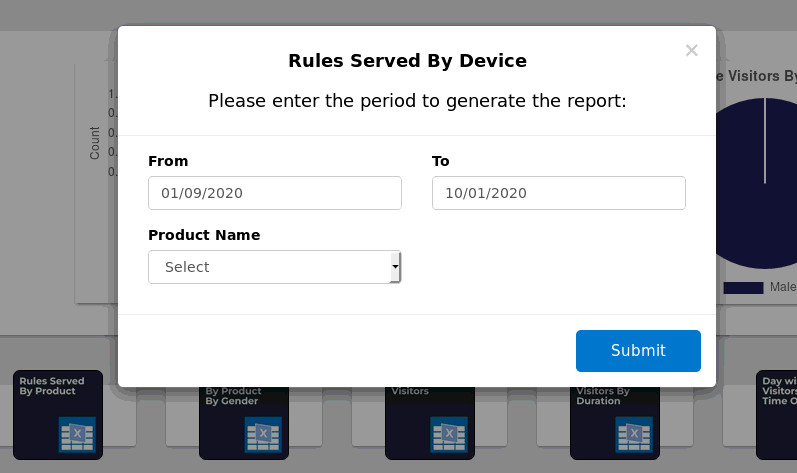 Rules Served By Device
×
Please enter the period to generate the report:
e Visitors By
1.
0.
0.
0.
0.
Count
From
To
01/09/2020
10/01/2020
Product Name
Select
Male
Submit
Rules Served
By Product
By Product
By Gender
Visitors
Visitors By
Duration
Day wi
Visitors
Time O
X
X
X
X